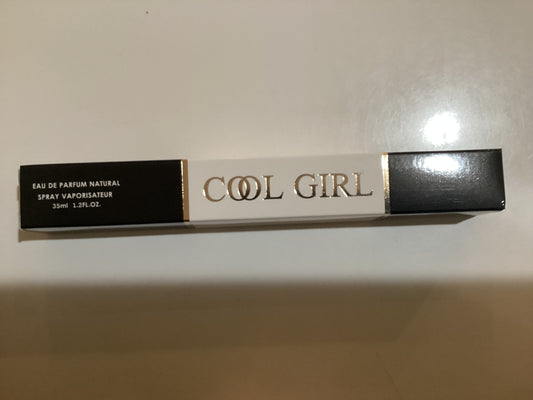 EAU DE PARFUM NATURAL
SPRAY VAPORISATEUR
35ml 1.2FL.OZ.
COOL GIRL